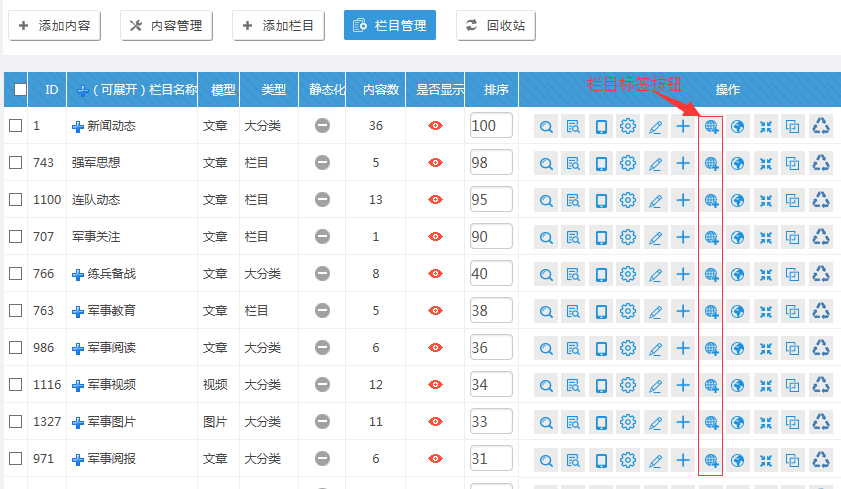 添加内容 内容管理 添加栏目 栏目管理 回收站
栏目标签按钮
ID （可展开）栏目名称 模型 类型 静态化 内容数 是否显示 排序 操作
1 新闻动态 文章 大分类 36 100
743 强军思想 文章 栏目 5 98
1100 连队动态 文章 栏目 13 95
707 军事关注 文章 栏目 1 90
766 练兵备战 文章 大分类 8 40
763 军事教育 文章 栏目 5 38
986 军事阅读 文章 大分类 6 36
1116 军事视频 视频 大分类 12 34
1327 军事图片 图片 大分类 11 33
971 军事阅报 文章 大分类 6 31